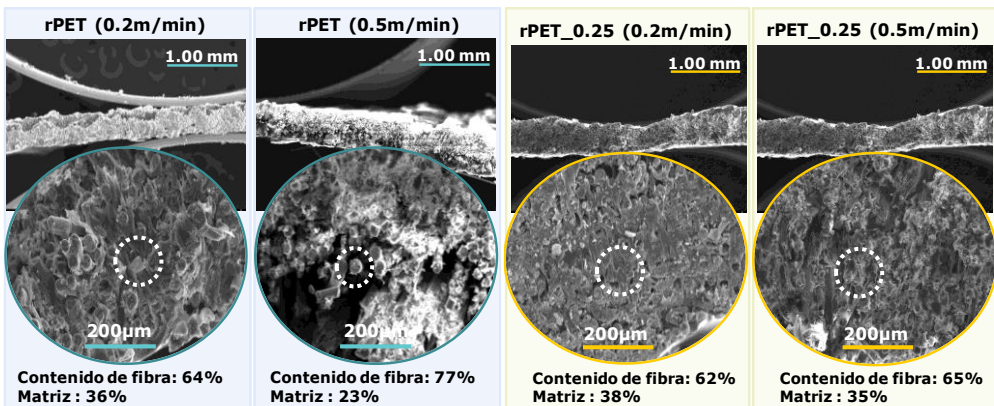 rPET (0.2m/min)
1.00 mm
200µm
Contenido de fibra: 64%
Matriz : 36%
rPET (0.5m/min)
1.00 mm
200µm
Contenido de fibra: 77%
Matriz : 23%
rPET_0.25 (0.2m/min)
1.00 mm
200µm
Contenido de fibra: 62%
Matriz : 38%
rPET_0.25 (0.5m/min)
1.00 mm
200µm
Contenido de fibra: 65%
Matriz : 35%